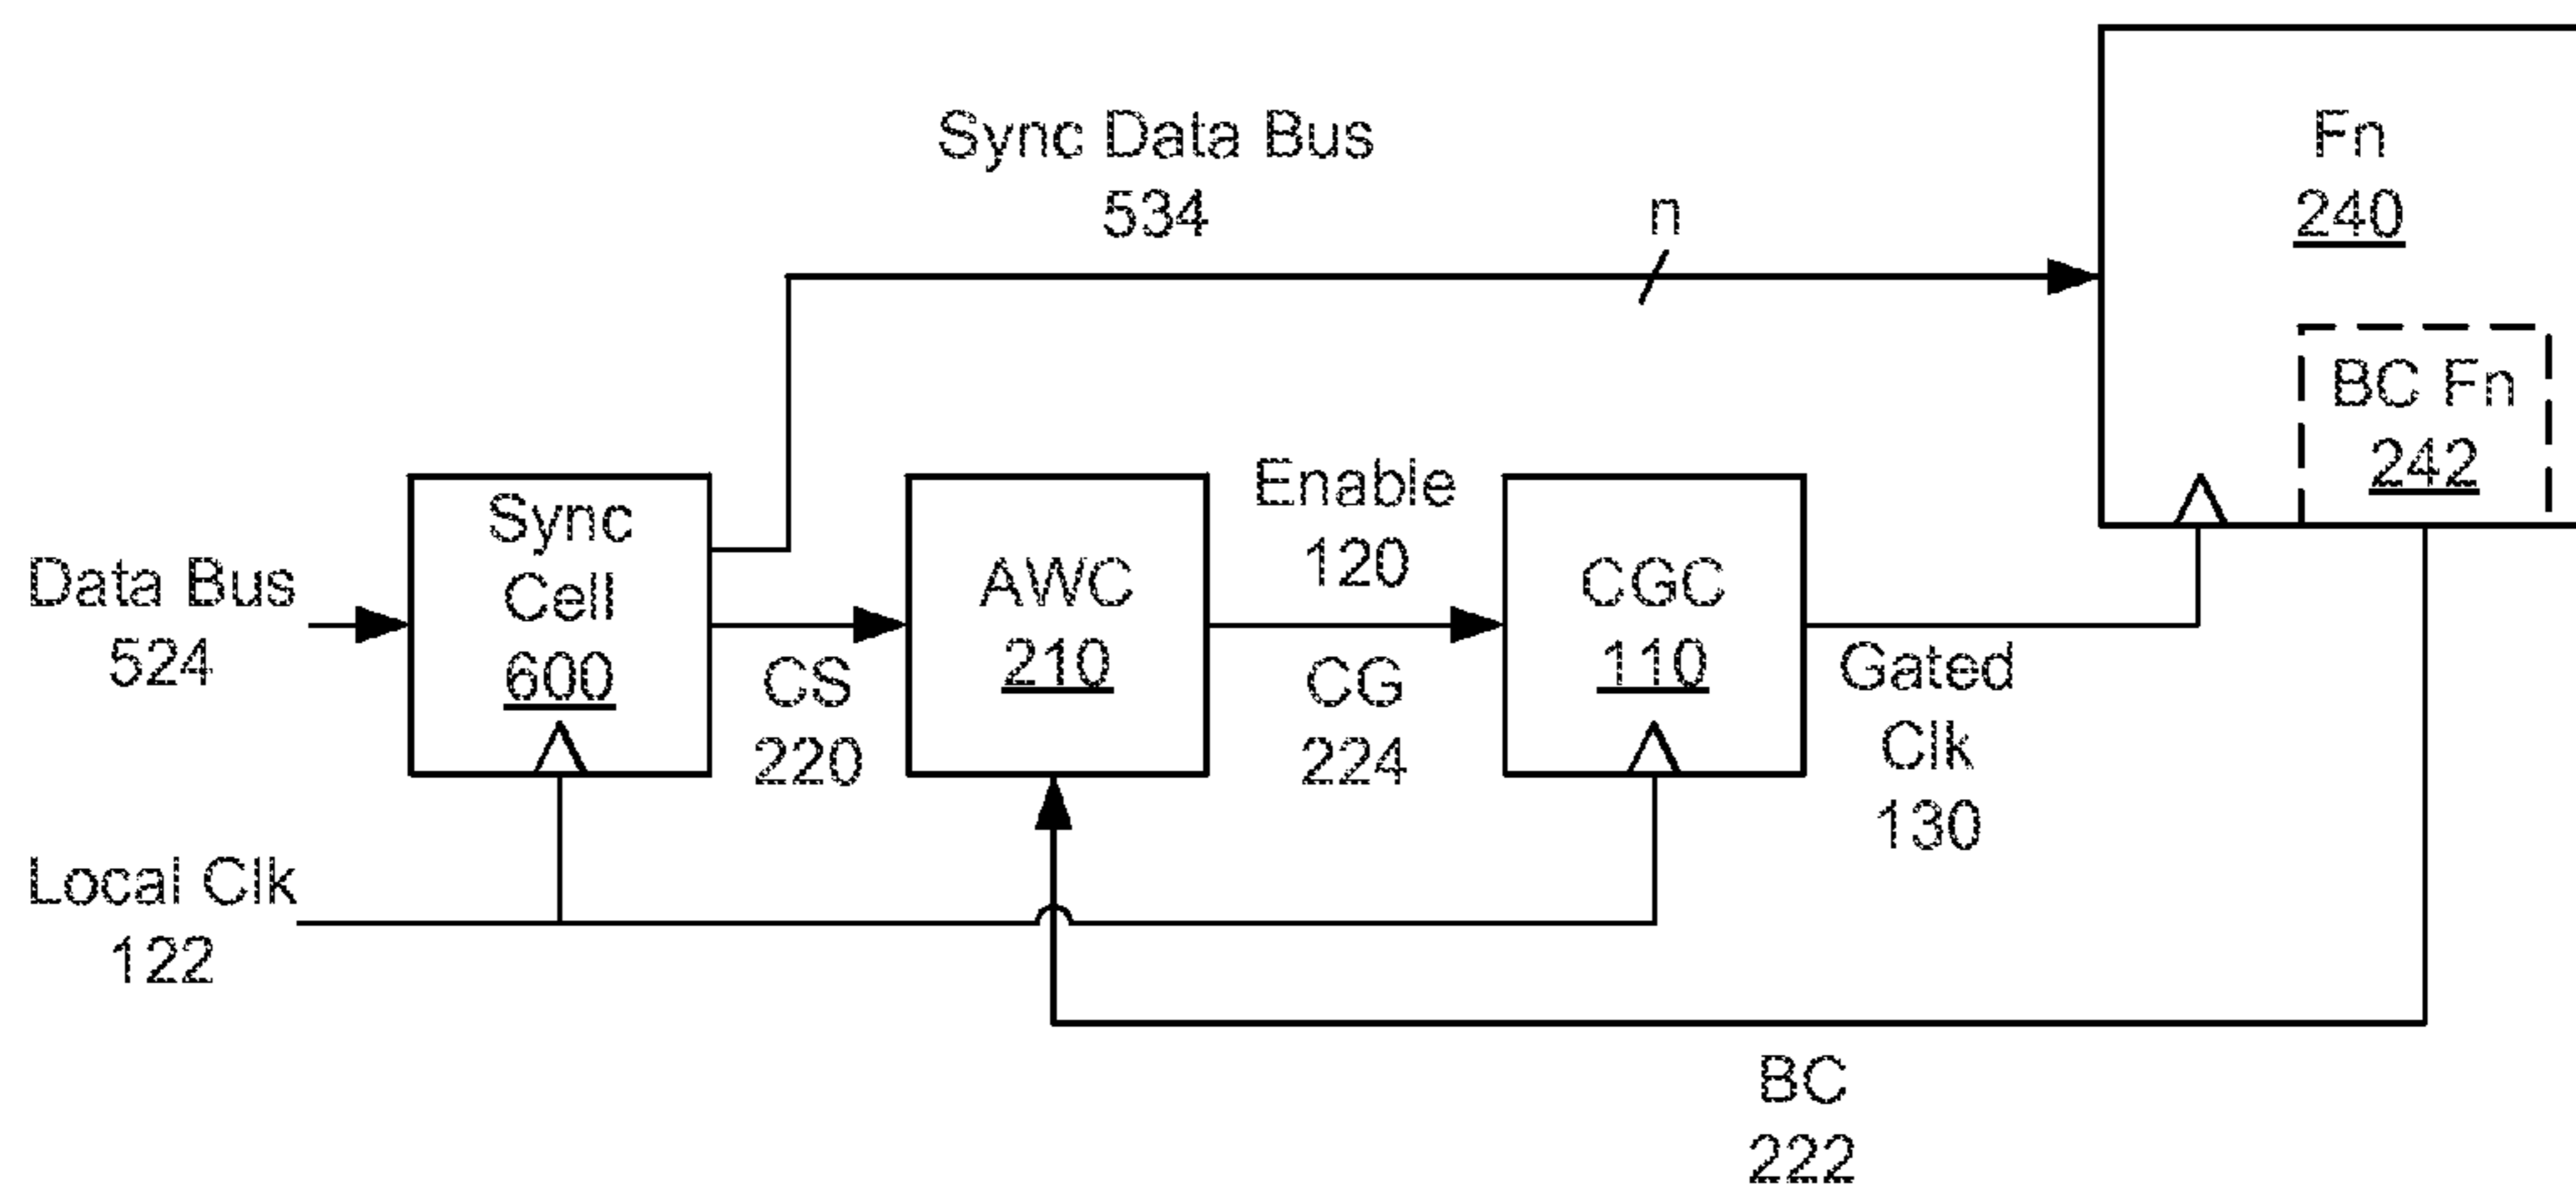 Fn
240
Sync Data Bus
534
n
BC Fn
242
Data Bus
524
Sync
Cell
600
CS
220
AWC
210
Enable
120
CG
224
CGC
110
Gated
Clk
130
Local Clk
122
BC
222